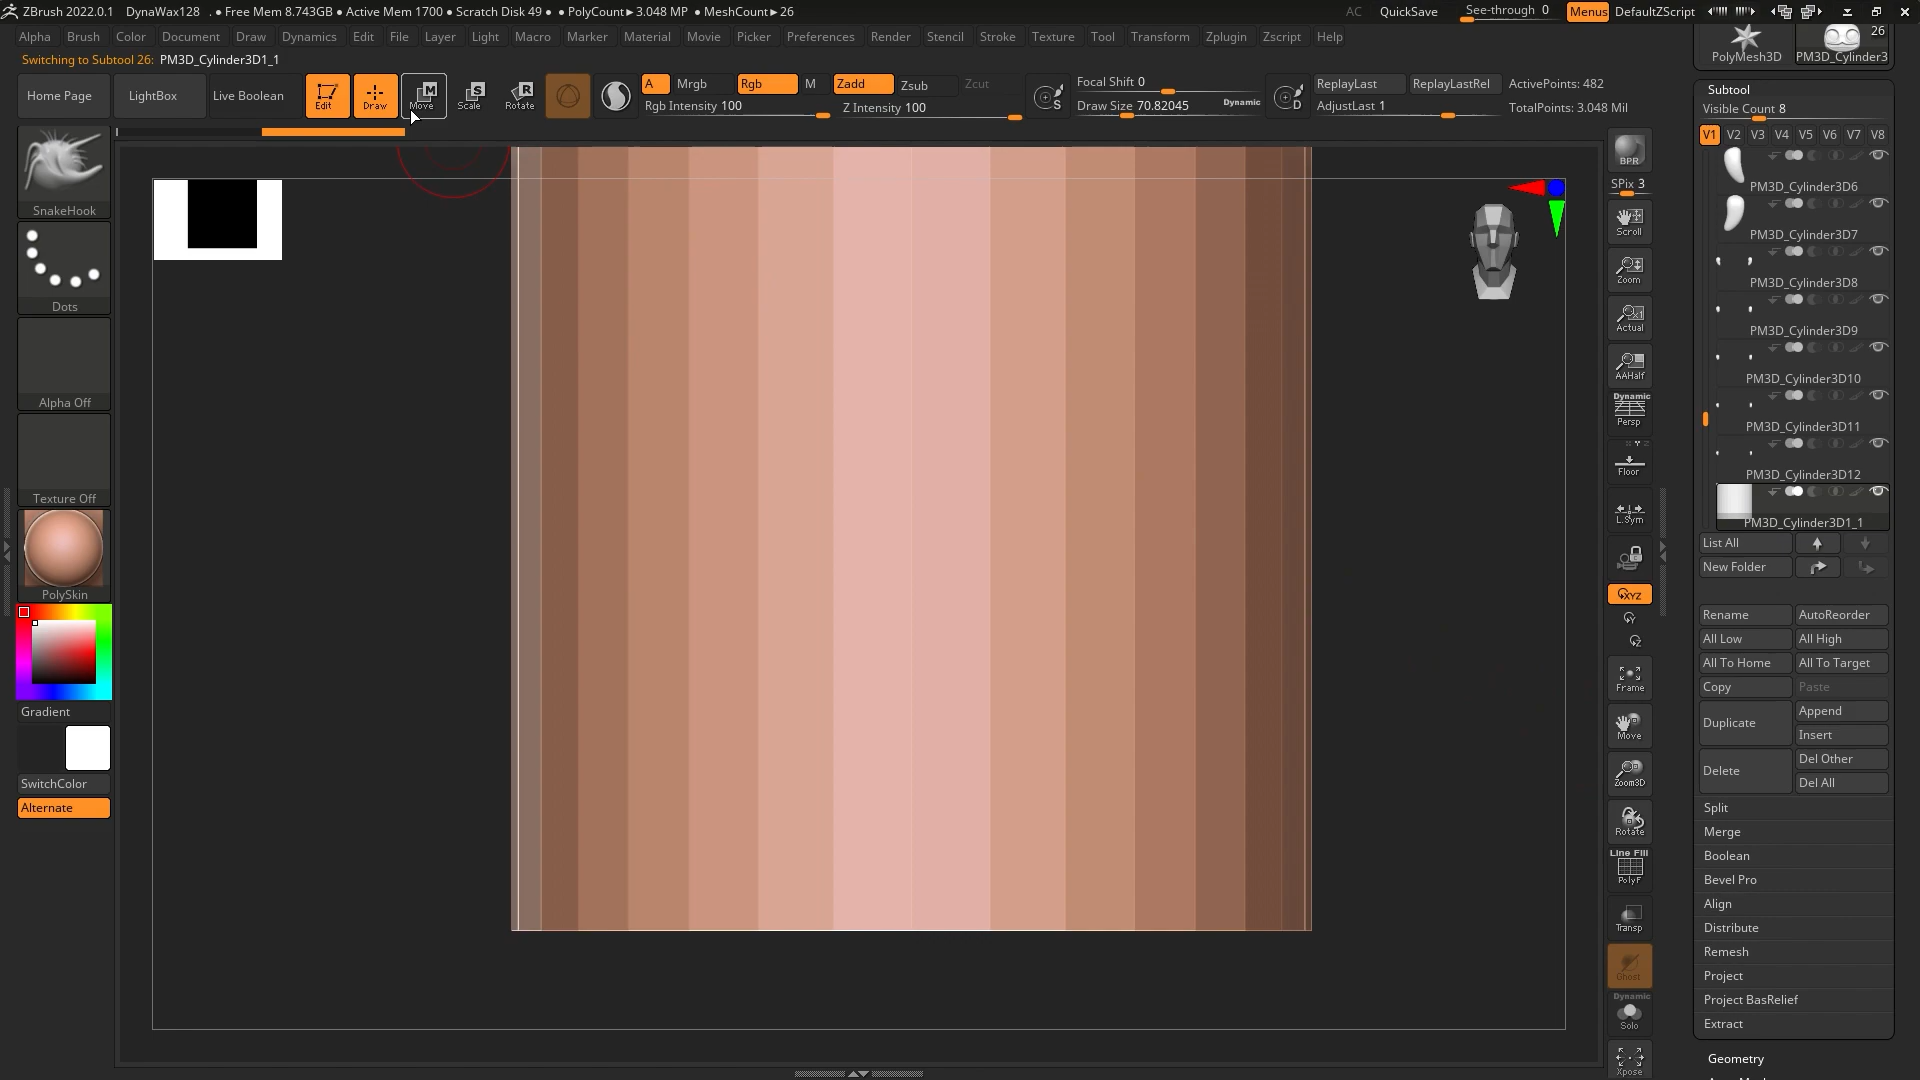 ZBrush 2022.0.1 DynaWax128 . ● Free Mem 8.743GB ● Active Mem 1700 ● Scratch Disk 49 ● ● PolyCount►3.048 MP ● MeshCount►26 AC QuickSave See-through 0 Menus DefaultZScript
Alpha Brush Color Document Draw Dynamics Edit File Layer Light Macro Marker Material Movie Picker Preferences Render Stencil Stroke Texture Tool Transform Zplugin Zscript Help
Switching to Subtool 26: PM3D_Cylinder3D1_1
Home Page LightBox Live Boolean Edit Draw Move Scale Rotate
A Mrgb Rgb M Zadd Zsub Zcut
Rgb Intensity 100 Z Intensity 100
S
Focal Shift 0
Draw Size 70.82045 Dynamic
D
ReplayLast ReplayLastRel ActivePoints: 482
AdjustLast 1 TotalPoints: 3.048 Mil
SnakeHook
Dots
Alpha Off
Texture Off
PolySkin
Gradient
SwitchColor
Alternate
BPR
SPix 3
Scroll
Zoom
Actual
AAHalf
Dynamic
Persp
Floor
L.Sym
XYZ
Y
Z
Frame
Move
Zoom3D
Rotate
Line Fill
PolyF
Transp
Ghost
Dynamic
Solo
Xpose
26
PolyMesh3D PM3D_Cylinder3
Subtool
Visible Count 8
V1 V2 V3 V4 V5 V6 V7 V8
PM3D_Cylinder3D6
PM3D_Cylinder3D7
PM3D_Cylinder3D8
PM3D_Cylinder3D9
PM3D_Cylinder3D10
PM3D_Cylinder3D11
PM3D_Cylinder3D12
PM3D_Cylinder3D1_1
List All
New Folder
Rename AutoReorder
All Low All High
All To Home All To Target
Copy Paste
Duplicate Append
Insert
Delete Del Other
Del All
Split
Merge
Boolean
Bevel Pro
Align
Distribute
Remesh
Project
Project BasRelief
Extract
Geometry